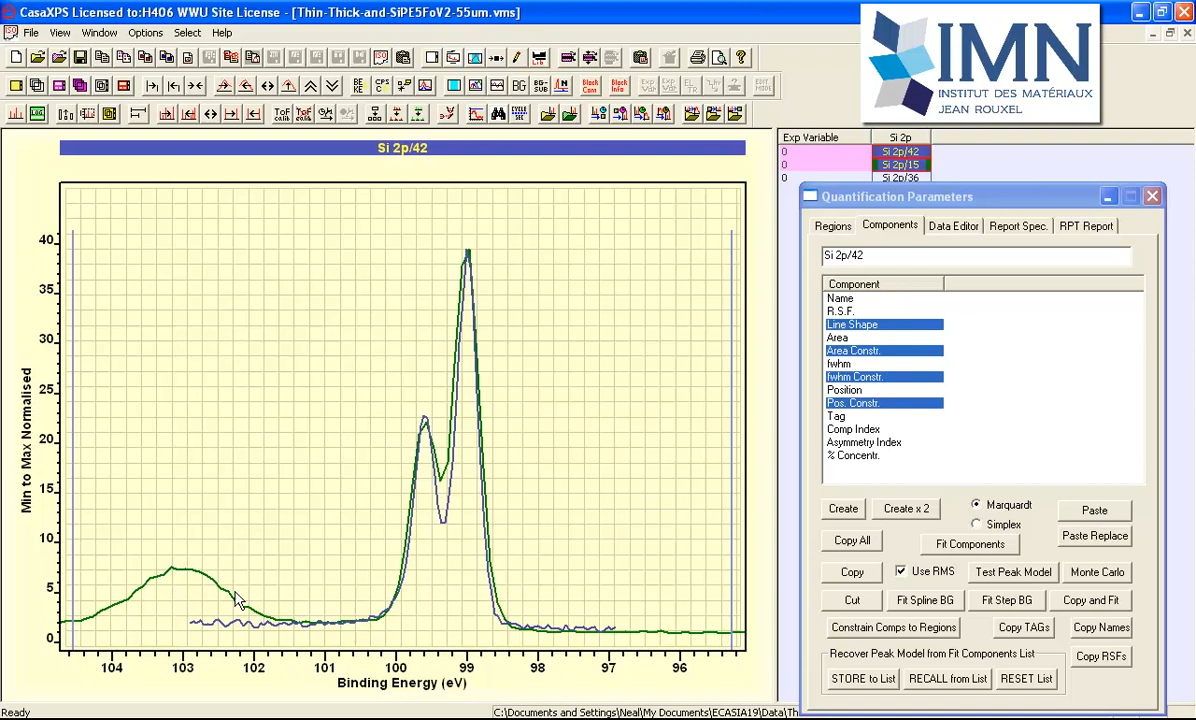 CasaXPS Licensed to:H406 WWU Site License - [Thin-Thick-and-SiPE5FoV2-55um.vms]
File View Window Options Select Help
IMN
INSTITUT DES MATÉRIAUX
JEAN ROUXEL
Si 2p/42
Exp Variable Si 2p
0 Si 2p/42
0 Si 2p/15
0 Si 2p/36
Quantification Parameters
Regions Components Data Editor Report Spec. RPT Report
Si 2p/42
Component
Name
R.S.F.
Line Shape
Area
Area Constr.
fwhm
fwhm Constr.
Position
Pos. Constr.
Tag
Comp Index
Asymmetry Index
% Concentr.
Create Create x 2 Marquardt Paste
Simplex
Copy All Fit Components Paste Replace
Copy Use RMS Test Peak Model Monte Carlo
Cut Fit Spline BG Fit Step BG Copy and Fit
Constrain Comps to Regions Copy TAGs Copy Names
Recover Peak Model from Fit Components List Copy RSFs
STORE to List RECALL from List RESET List
Min to Max Normalised
40
35
30
25
20
15
10
5
0
104 103 102 101 100 99 98 97 96
Binding Energy (eV)
Ready C:\Documents and Settings\Neal\My Documents\ECASIA19\Data\Th